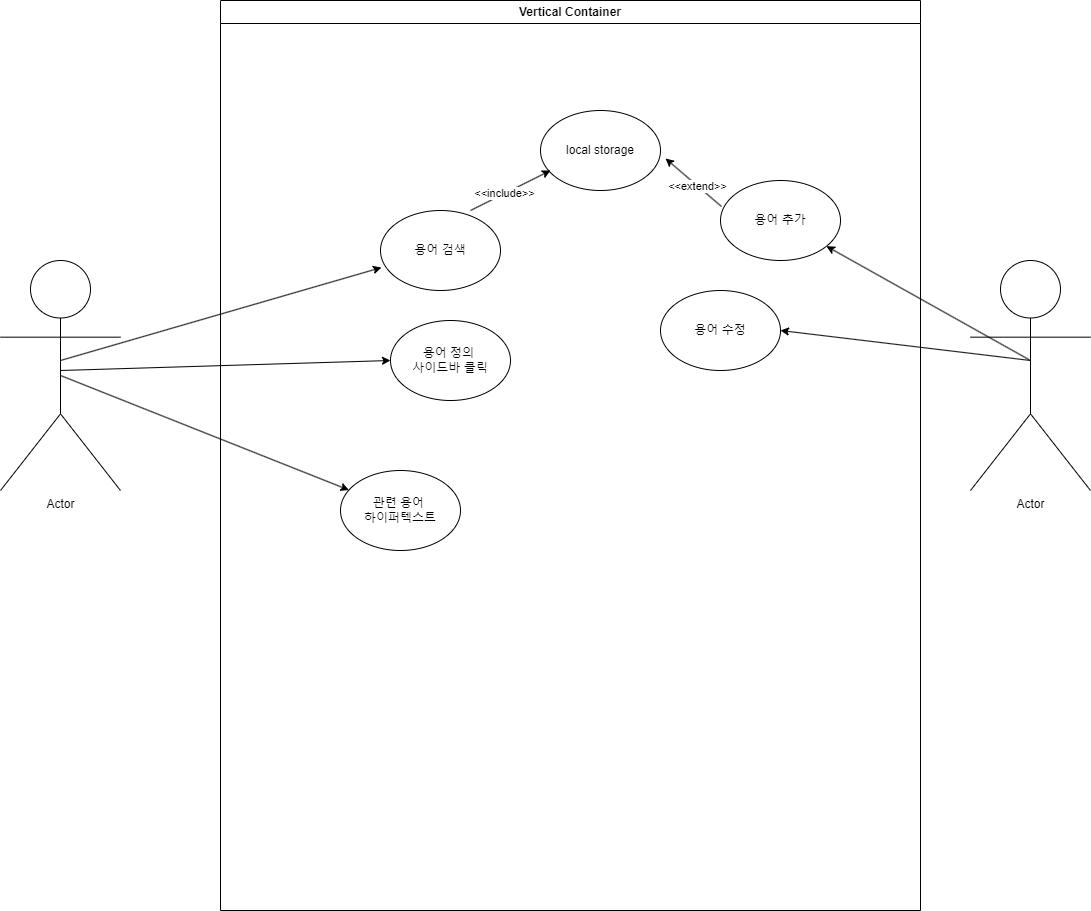 Vertical Container
local storage
<<include>>
<<extend>>
용어 검색
용어 추가
용어 정의
사이드바 클릭
용어 수정
관련 용어
하이퍼텍스트
Actor
Actor